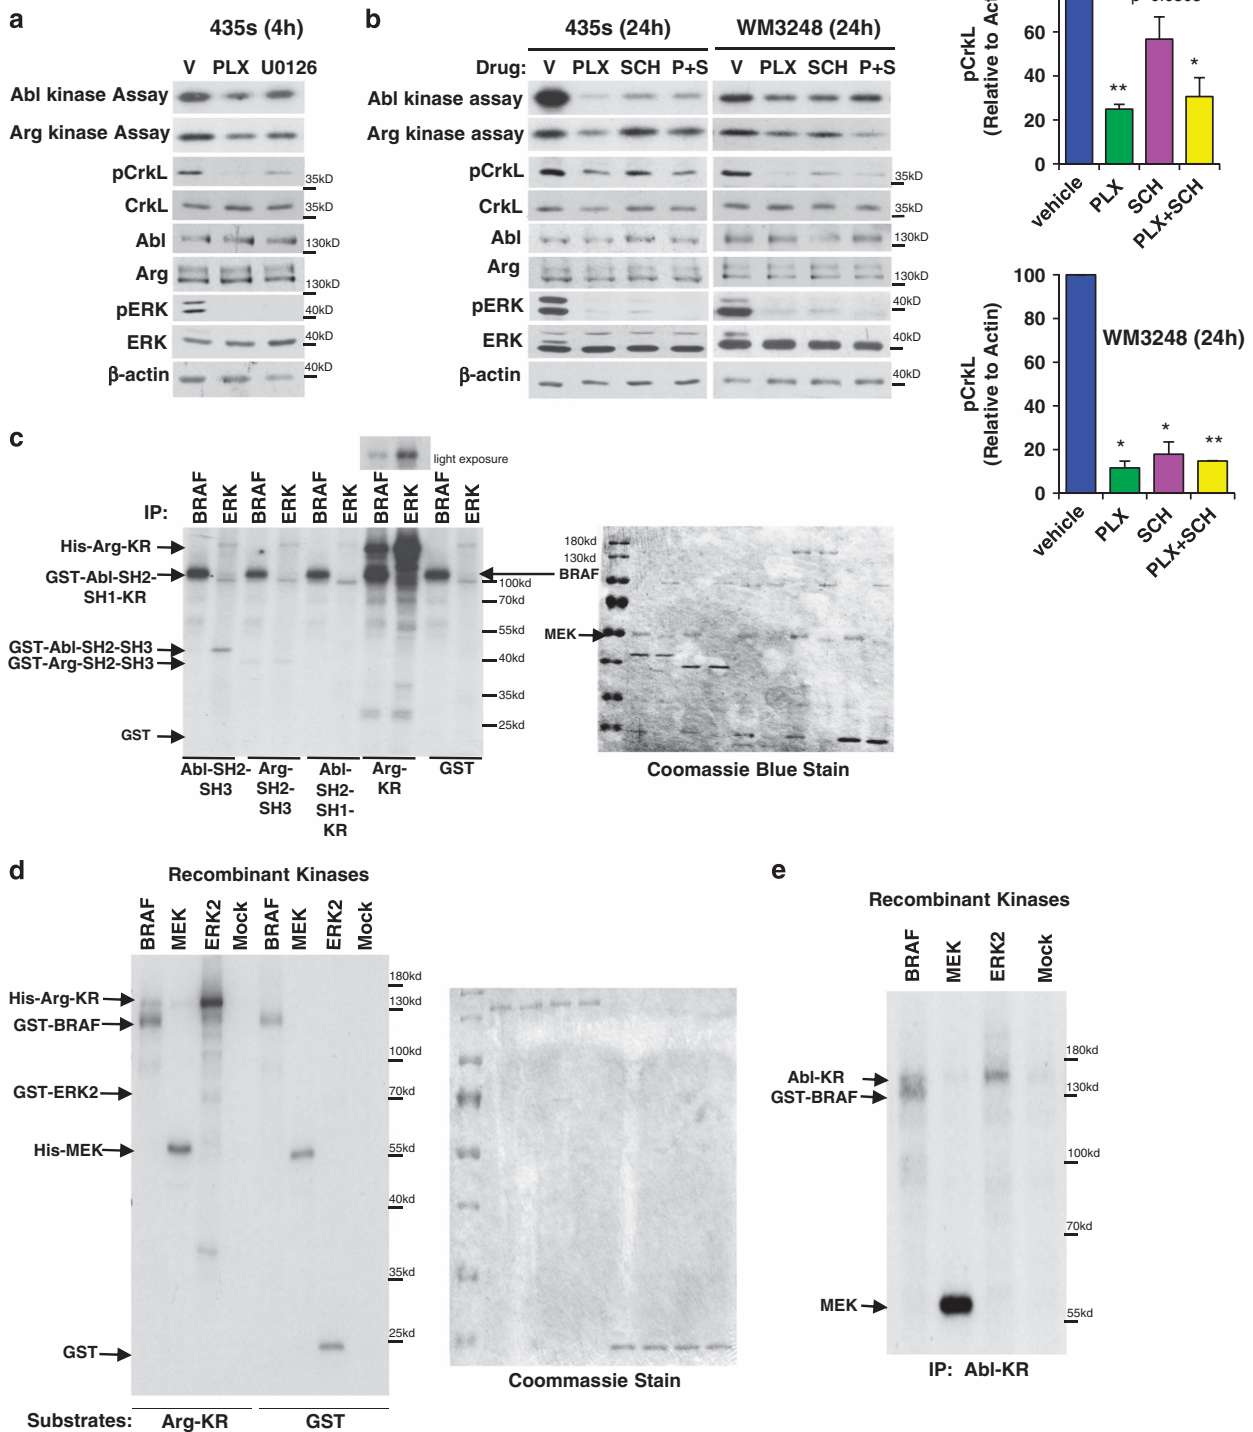 a
435s (4h)
V PLX U0126
Abl kinase Assay
Arg kinase Assay
pCrkL
35kD
CrkL
35kD
Abl
130kD
Arg
130kD
pERK
40kD
ERK
40kD
β-actin
40kD
b
435s (24h) WM3248 (24h)
Drug: V PLX SCH P+S V PLX SCH P+S
Abl kinase assay
Arg kinase assay
pCrkL
35kD
CrkL
35kD
Abl
130kD
Arg
130kD
pERK
40kD
ERK
40kD
β-actin
40kD
pCrkL
(Relative to
60
40
20
0
**
*
vehicle PLX SCH PLX+SCH
pCrkL
(Relative to Actin)
100
80
60
40
20
0
WM3248 (24h)
* * **
vehicle PLX SCH PLX+SCH
c
light exposure
IP: BRAF ERK BRAF ERK BRAF ERK BRAF ERK BRAF ERK
His-Arg-KR
GST-Abl-SH2-
SH1-KR
GST-Abl-SH2-SH3
GST-Arg-SH2-SH3
GST
BRAF
100kd
70kd
55kd
40kd
35kd
25kd
Abl-SH2-
SH3
Arg-
SH2-
SH3
Abl-
SH2-
SH1-
KR
Arg-
KR
GST
180kd
130kd
MEK
Coomassie Blue Stain
d
Recombinant Kinases
BRAF MEK ERK2 Mock BRAF MEK ERK2 Mock
His-Arg-KR
GST-BRAF
GST-ERK2
His-MEK
GST
180kd
130kd
100kd
70kd
55kd
40kd
35kd
25kd
Substrates: Arg-KR GST
Coommassie Stain
e
Recombinant Kinases
BRAF MEK ERK2 Mock
Abl-KR
GST-BRAF
MEK
180kd
130kd
100kd
70kd
55kd
IP: Abl-KR